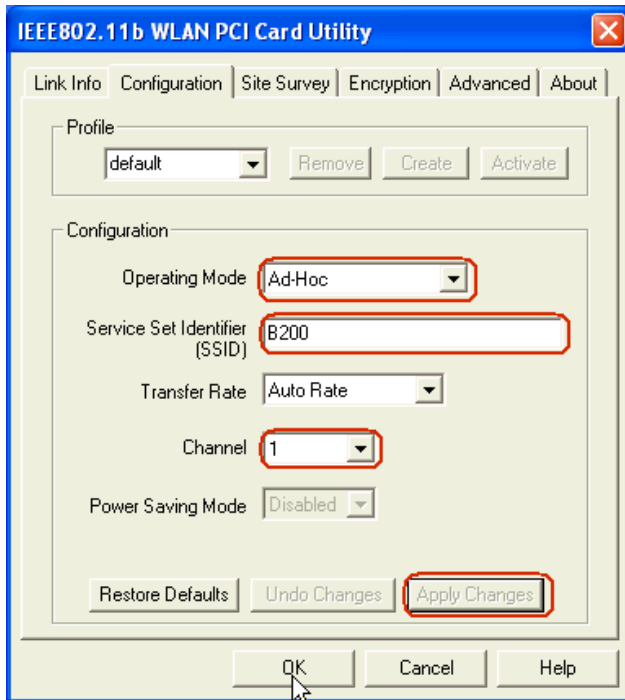 IEEE802.11b WLAN PCI Card Utility
Link Info Configuration Site Survey Encryption Advanced About
Profile
default Remove Create Activate
Configuration
Operating Mode Ad-Hoc
Service Set Identifier B200
(SSID)
Transfer Rate Auto Rate
Channel 1
Power Saving Mode Disabled
Restore Defaults Undo Changes Apply Changes
OK Cancel Help